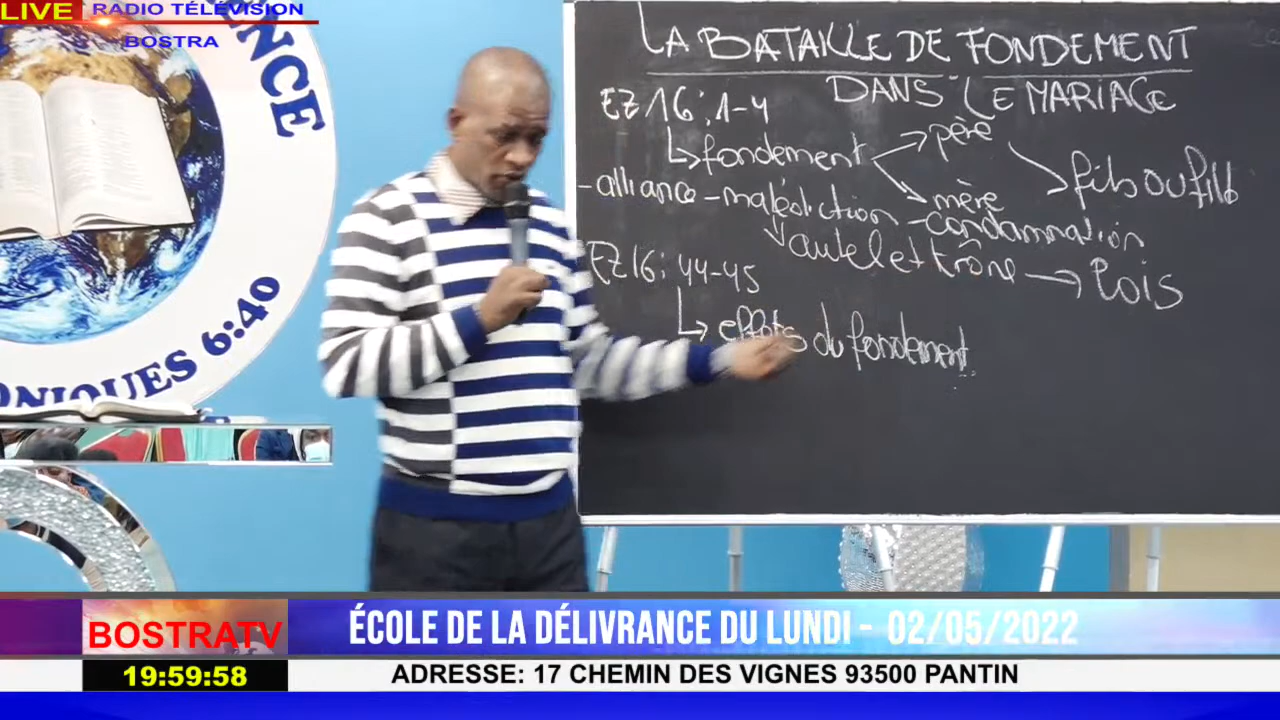 LIVE RADIO TÉLÉVISION
BOSTRA
ENCE
ONIQUES 6:40
LA BATAILLE DE FONDEMENT
DANS LE MARIAGE
EZ 16 : 1-4
fondement père
mère
fils ou fille
- alliance - malédiction - condamnation
autel et trône lois
EZ 16 : 44-45
effets du fondement
BOSTRATV
ÉCOLE DE LA DÉLIVRANCE DU LUNDI - 02/05/2022
19:59:58
ADRESSE: 17 CHEMIN DES VIGNES 93500 PANTIN